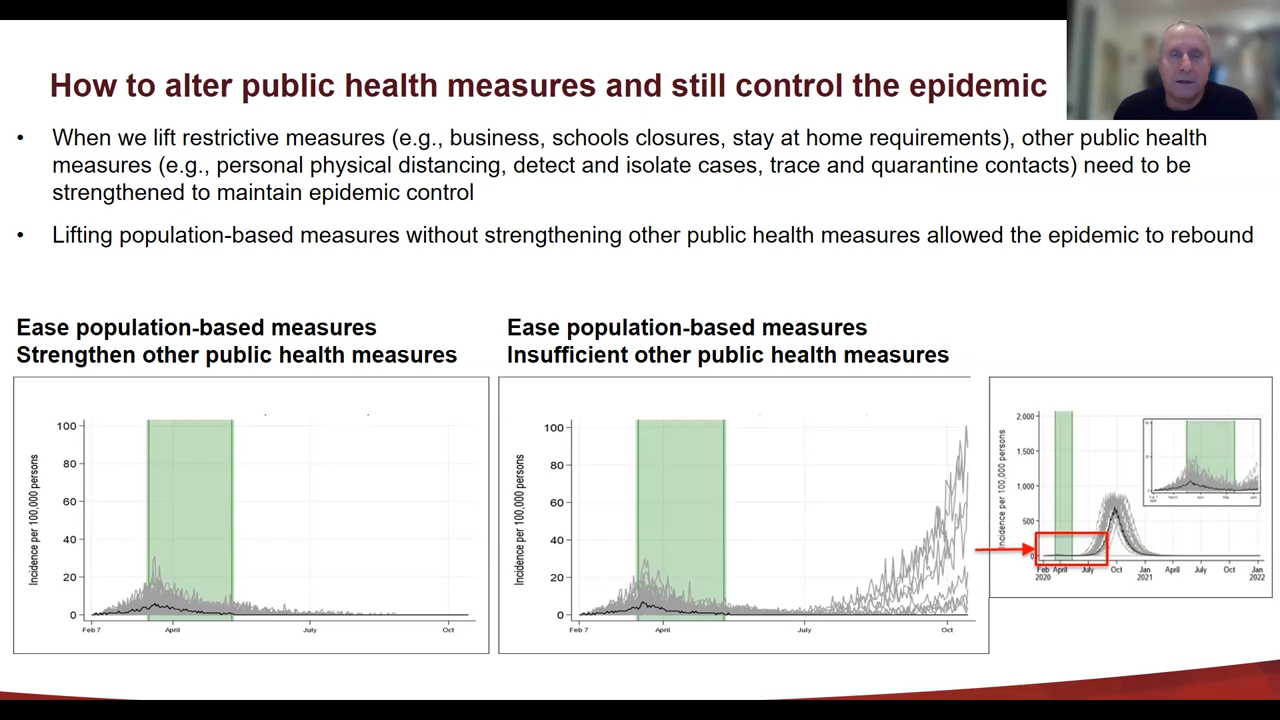 How to alter public health measures and still control the epidemic
• When we lift restrictive measures (e.g., business, schools closures, stay at home requirements), other public health
measures (e.g., personal physical distancing, detect and isolate cases, trace and quarantine contacts) need to be
strengthened to maintain epidemic control
• Lifting population-based measures without strengthening other public health measures allowed the epidemic to rebound
Ease population-based measures
Strengthen other public health measures
Ease population-based measures
Insufficient other public health measures
Incidence per 100,000 persons
100
80
60
40
20
0
Feb 7 April July Oct
Incidence per 100,000 persons
100
80
60
40
20
0
Feb 7 April July Oct
Incidence per 100,000 persons
2,000
1,500
1,000
500
0
Feb April July Oct Jan April July Oct Jan
2020 2021 2022